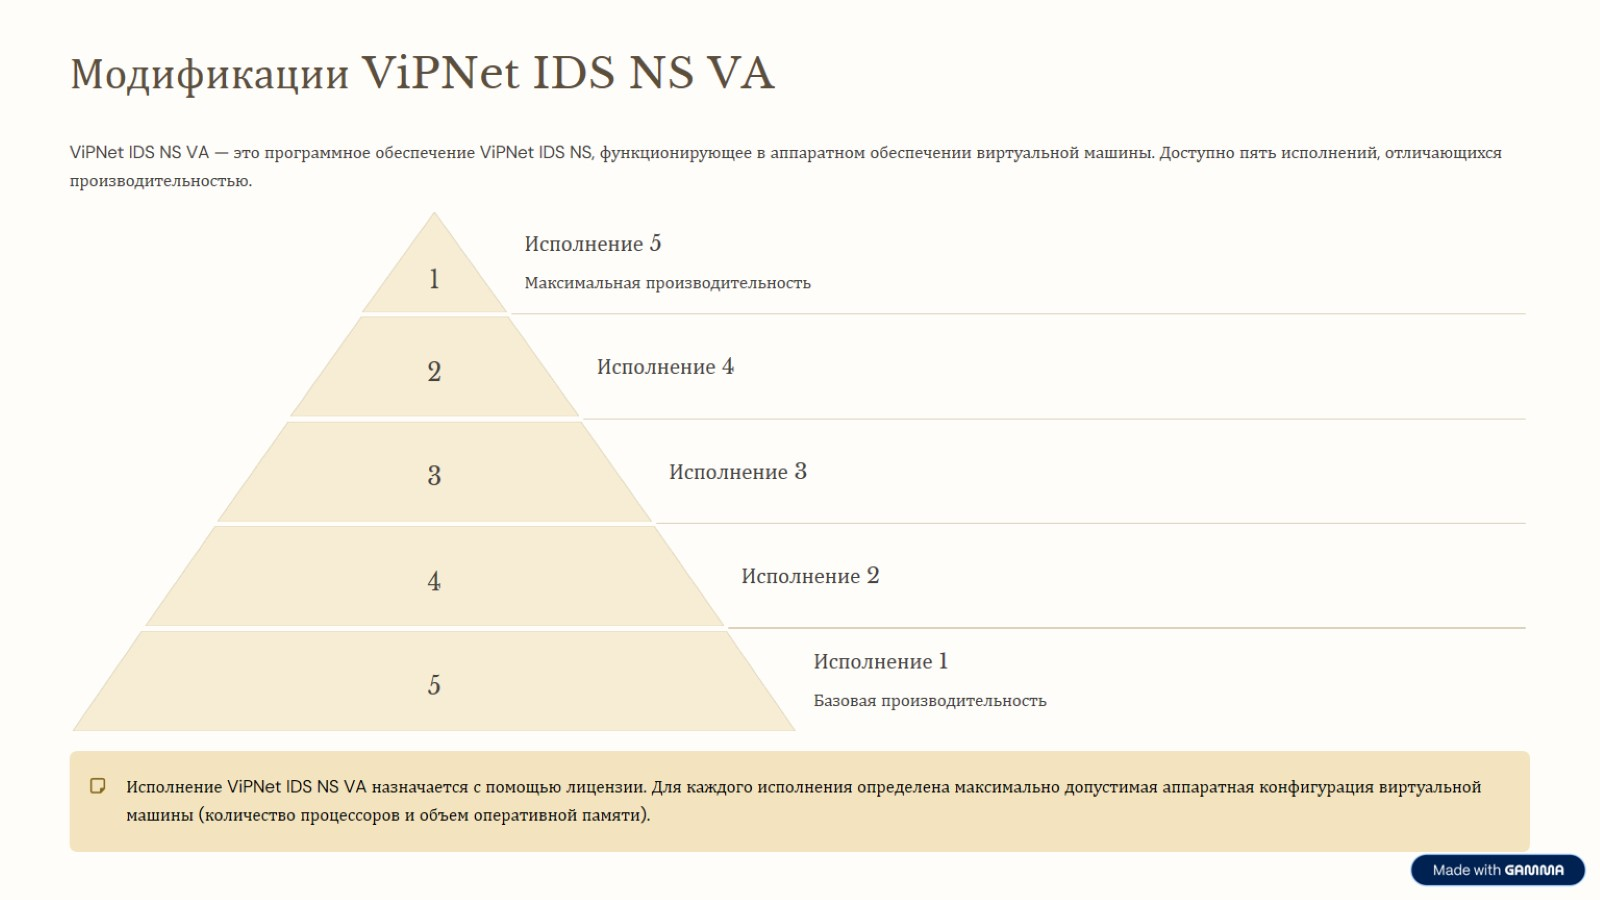 Модификации ViPNet IDS NS VA
ViPNet IDS NS VA — это программное обеспечение ViPNet IDS NS, функционирующее в аппаратном обеспечении виртуальной машины. Доступно пять исполнений, отличающихся
производительностью.
1
Исполнение 5
Максимальная производительность
2
Исполнение 4
3
Исполнение 3
4
Исполнение 2
5
Исполнение 1
Базовая производительность
Исполнение ViPNet IDS NS VA назначается с помощью лицензии. Для каждого исполнения определена максимально допустимая аппаратная конфигурация виртуальной
машины (количество процессоров и объем оперативной памяти).
Made with GAMMA